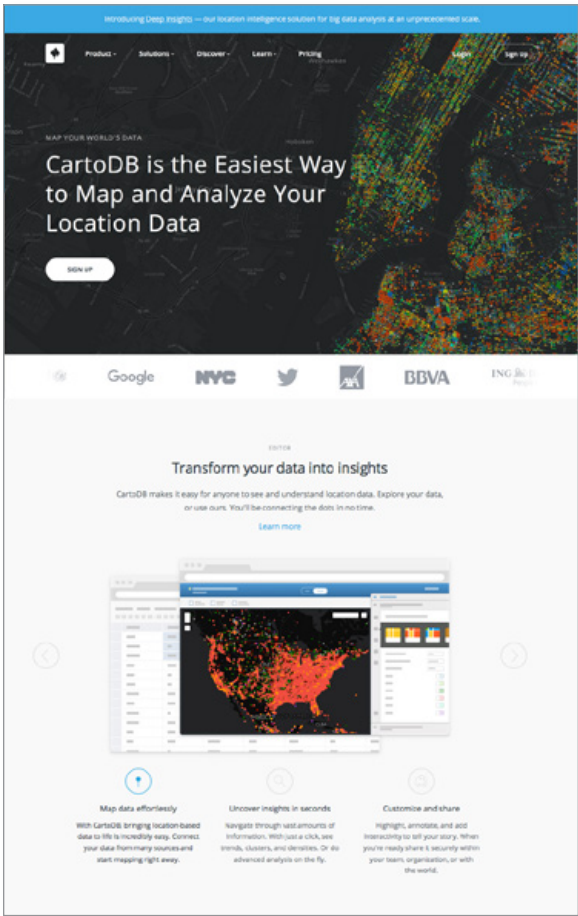 Introducing Deep Insights — our location intelligence solution for big data analysis at an unprecedented scale.
Product Solutions Discover Learn Pricing Login Sign Up
Weehawken
Hoboken
MAP YOUR WORLD'S DATA
CartoDB is the Easiest Way
to Map and Analyze Your
Location Data
SIGN UP
Google NYC AXA BBVA ING
EDITOR
Transform your data into insights
CartoDB makes it easy for anyone to see and understand location data. Explore your data,
or use ours. You'll be connecting the dots in no time.
Learn more
Map data effortlessly
With CartoDB, bringing location-based
data to life is incredibly easy. Connect
your data from many sources and
start mapping right away.
Uncover insights in seconds
Navigate through vast amounts of
information. With just a click, see
trends, clusters, and densities. Or do
advanced analysis on the fly.
Customize and share
Highlight, annotate, and add
interactivity to tell your story. When
you're ready share it securely within
your team, organization, or with
the world.